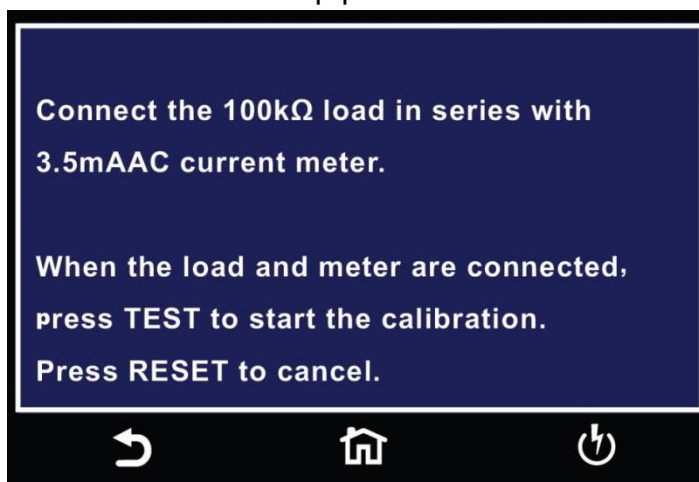 Connect the 100kΩ load in series with
3.5mAAC current meter.
When the load and meter are connected,
press TEST to start the calibration.
Press RESET to cancel.